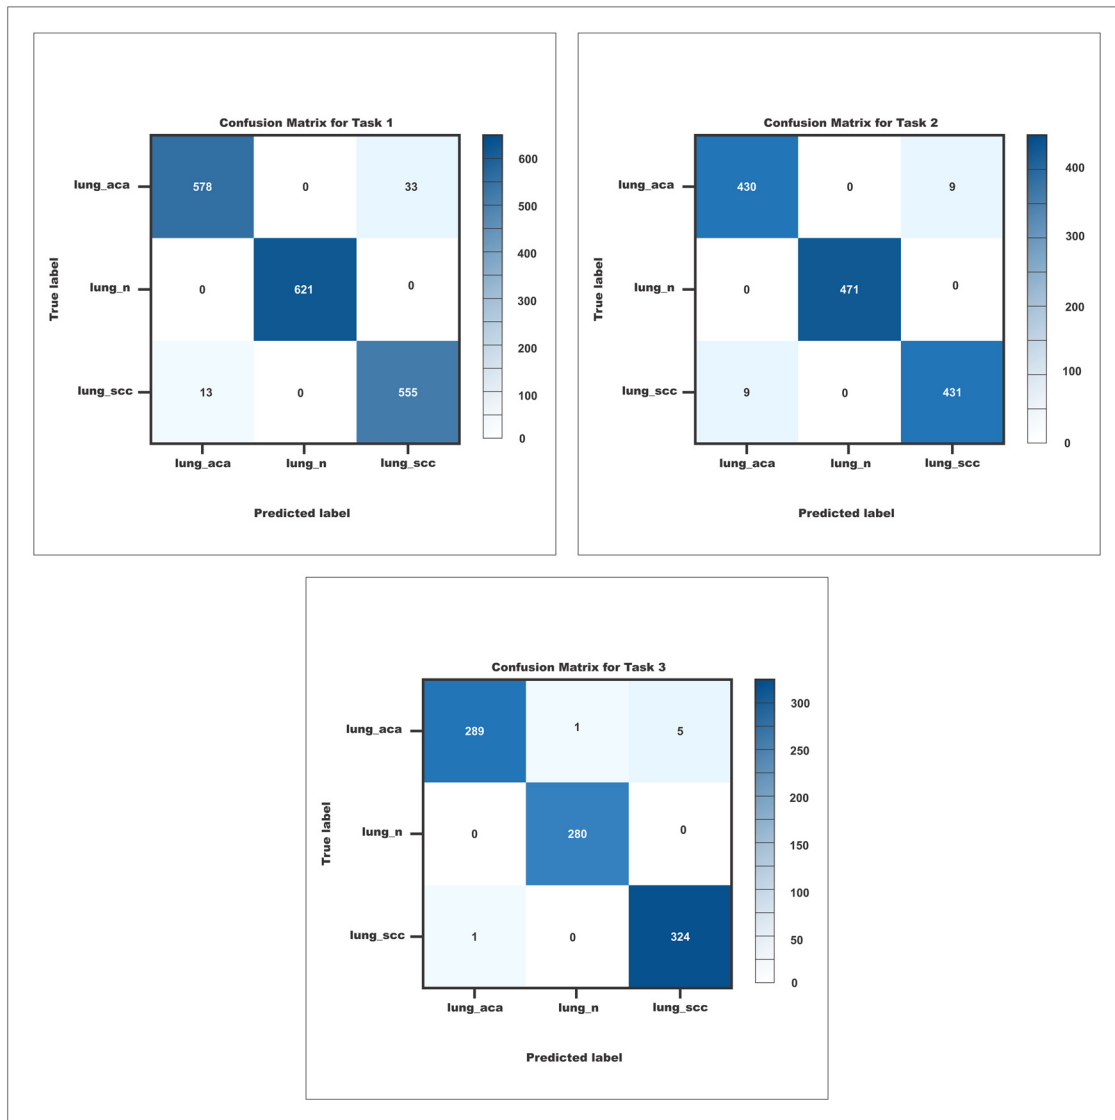 Confusion Matrix for Task 1
lung_aca 578 0 33
lung_n 0 621 0
lung_scc 13 0 555
lung_aca lung_n lung_scc
Predicted label
True label
600
500
400
300
200
100
0
Confusion Matrix for Task 2
lung_aca 430 0 9
lung_n 0 471 0
lung_scc 9 0 431
lung_aca lung_n lung_scc
Predicted label
True label
400
300
200
100
0
Confusion Matrix for Task 3
lung_aca 289 1 5
lung_n 0 280 0
lung_scc 1 0 324
lung_aca lung_n lung_scc
Predicted label
True label
300
250
200
150
100
50
0